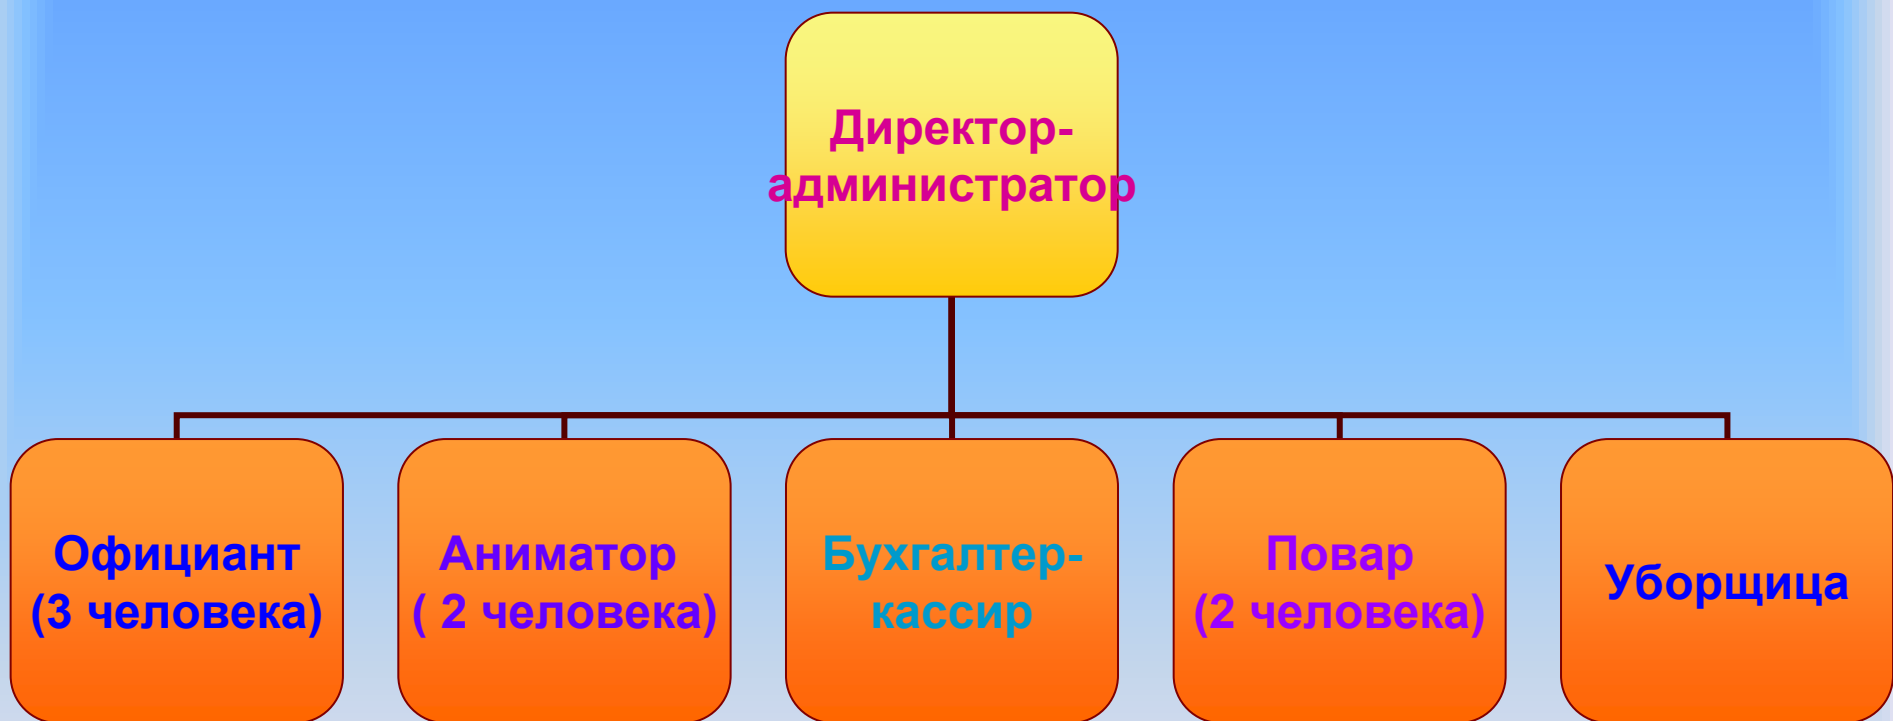 Директор-
администратор
Официант
(3 человека)
Аниматор
( 2 человека)
Бухгалтер-
кассир
Повар
(2 человека)
Уборщица